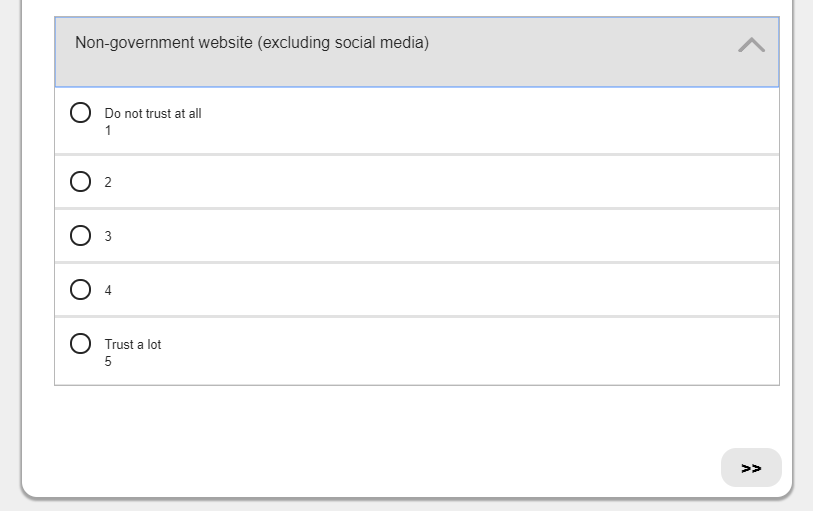 Non-government website (excluding social media)
Do not trust at all
1
2
3
4
Trust a lot
5
>>